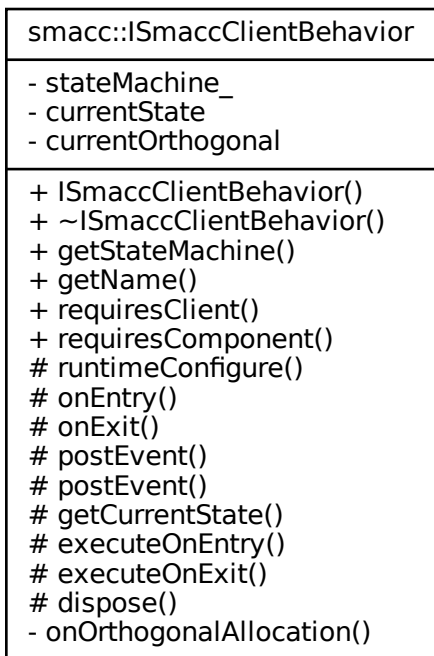 smacc::ISmaccClientBehavior
- stateMachine_
- currentState
- currentOrthogonal
+ ISmaccClientBehavior()
+ ~ISmaccClientBehavior()
+ getStateMachine()
+ getName()
+ requiresClient()
+ requiresComponent()
# runtimeConfigure()
# onEntry()
# onExit()
# postEvent()
# postEvent()
# getCurrentState()
# executeOnEntry()
# executeOnExit()
# dispose()
- onOrthogonalAllocation()